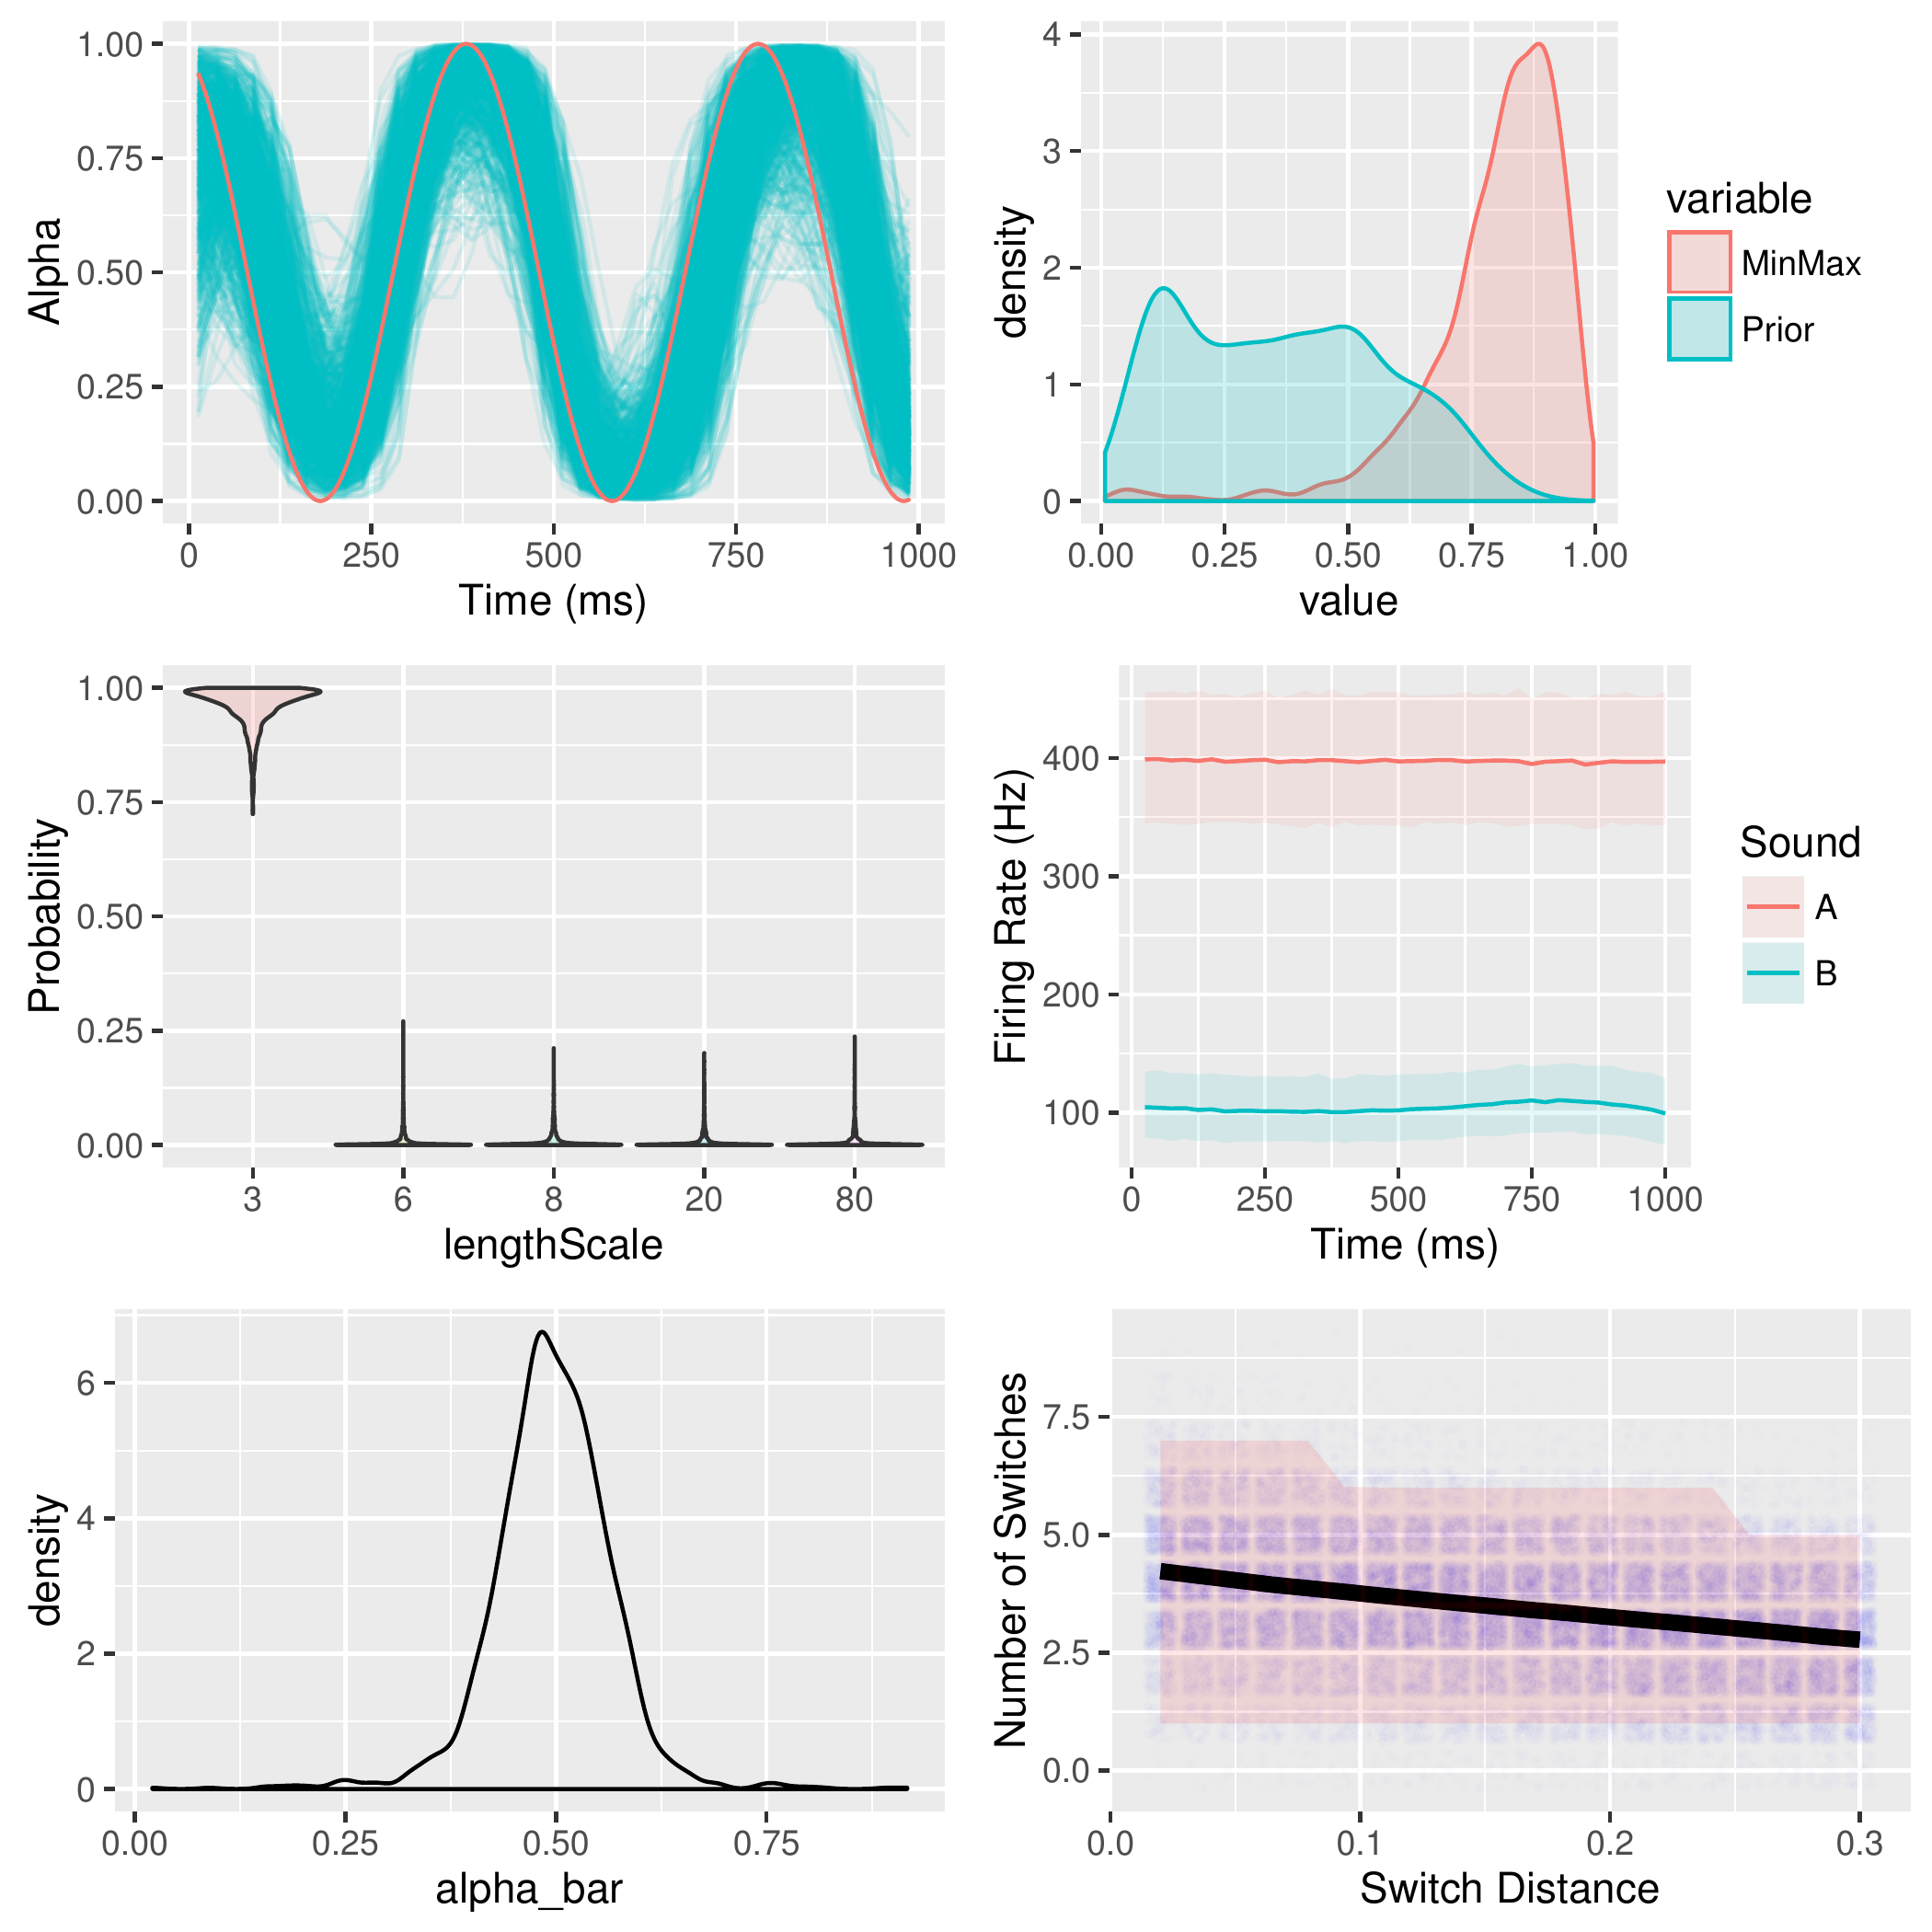 Alpha
1.00
0.75
0.50
0.25
0.00
0 250 500 750 1000
Time (ms)
density
4
3
2
1
0
0.00 0.25 0.50 0.75 1.00
value
variable
MinMax
Prior
Probability
1.00
0.75
0.50
0.25
0.00
3 6 8 20 80
lengthScale
Firing Rate (Hz)
400
300
200
100
0 250 500 750 1000
Time (ms)
Sound
A
B
density
6
4
2
0
0.00 0.25 0.50 0.75
alpha_bar
Number of Switches
7.5
5.0
2.5
0.0
0.0 0.1 0.2 0.3
Switch Distance